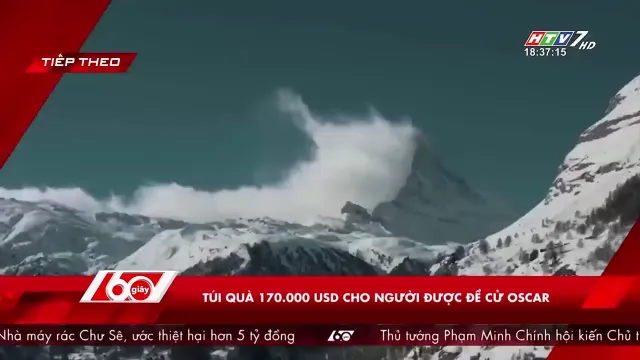 TIẾP THEO
HTV7 HD
18:37:15
60 giây
TÚI QUÀ 170.000 USD CHO NGƯỜI ĐƯỢC ĐỀ CỬ OSCAR
Nhà máy rác Chư Sê, ước thiệt hại hơn 5 tỷ đồng 60 Thủ tướng Phạm Minh Chính hội kiến Chủ t